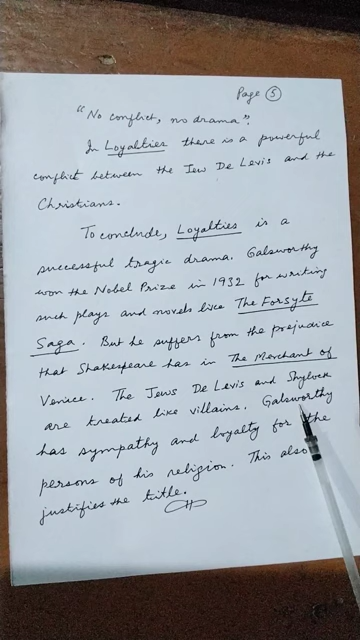 Page 5
"No conflict, no drama".
In Loyalties there is a powerful
conflict between the Jew De Levis and the
Christians.
To conclude, Loyalties is a
successful tragic drama. Galsworthy
won the Nobel Prize in 1932 for writing
such plays and novels like The Forsyte
Saga. But he suffers from the prejudice
that Shakespeare has in The Merchant of
Venice. The Jews De Levis and Shylock
are treated like villains. Galsworthy
has sympathy and loyalty for the
persons of his religion. This also
justifies the title.